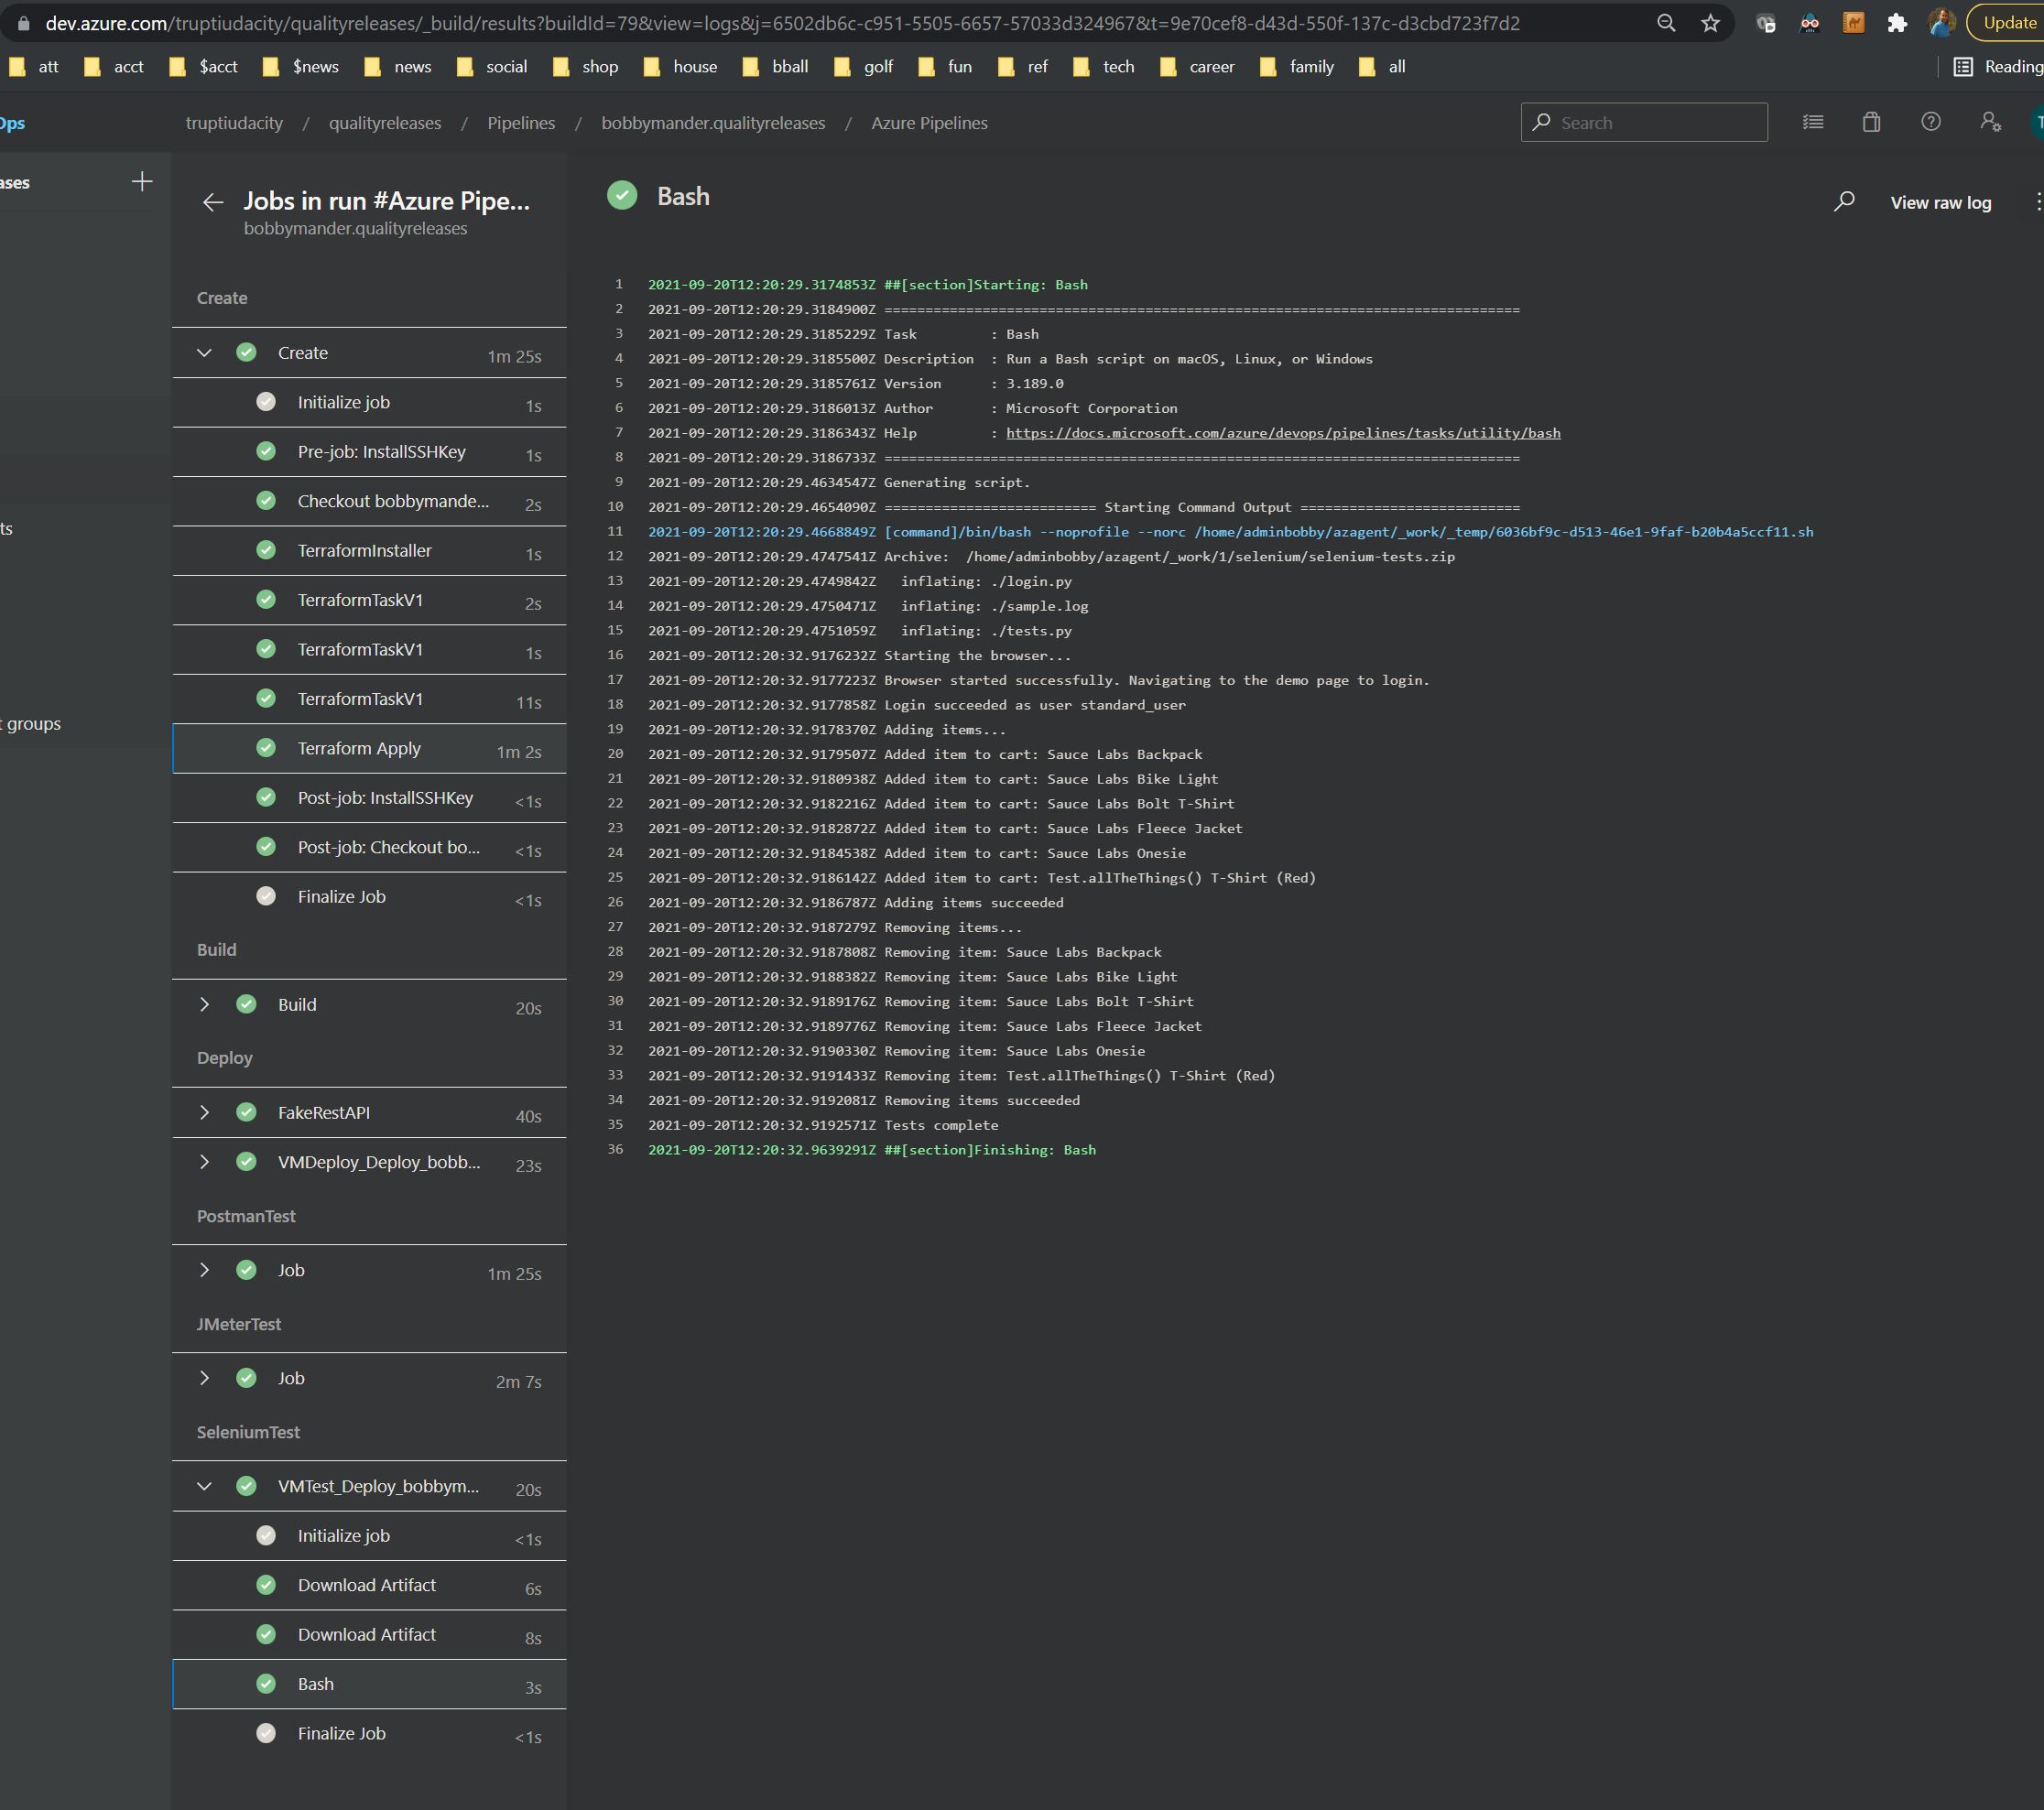 dev.azure.com/truptiudacity/qualityreleases/_build/results?buildId=79&view=logs&j=6502db6c-c951-5505-6657-57033d324967&t=9e70cef8-d43d-550f-137c-d3cbd723f7d2 Update
att acct $acct $news news social shop house bball golf fun ref tech career family all Reading
Ops truptiudacity / qualityreleases / Pipelines / bobbymander.qualityreleases / Azure Pipelines Search
ases
ts
t groups
Jobs in run #Azure Pipe...
bobbymander.qualityreleases
Create
Create 1m 25s
Initialize job 1s
Pre-job: InstallSSHKey 1s
Checkout bobbymande... 2s
TerraformInstaller 1s
TerraformTaskV1 2s
TerraformTaskV1 1s
TerraformTaskV1 11s
Terraform Apply 1m 2s
Post-job: InstallSSHKey <1s
Post-job: Checkout bo... <1s
Finalize Job <1s
Build
Build 20s
Deploy
FakeRestAPI 40s
VMDeploy_Deploy_bobb... 23s
PostmanTest
Job 1m 25s
JMeterTest
Job 2m 7s
SeleniumTest
VMTest_Deploy_bobbym... 20s
Initialize job <1s
Download Artifact 6s
Download Artifact 8s
Bash 3s
Finalize Job <1s
Bash View raw log
1 2021-09-20T12:20:29.3174853Z ##[section]Starting: Bash
2 2021-09-20T12:20:29.3184900Z ==============================================================================
3 2021-09-20T12:20:29.3185229Z Task : Bash
4 2021-09-20T12:20:29.3185500Z Description : Run a Bash script on macOS, Linux, or Windows
5 2021-09-20T12:20:29.3185761Z Version : 3.189.0
6 2021-09-20T12:20:29.3186013Z Author : Microsoft Corporation
7 2021-09-20T12:20:29.3186343Z Help : https://docs.microsoft.com/azure/devops/pipelines/tasks/utility/bash
8 2021-09-20T12:20:29.3186733Z ==============================================================================
9 2021-09-20T12:20:29.4634547Z Generating script.
10 2021-09-20T12:20:29.4654090Z ========================== Starting Command Output ===========================
11 2021-09-20T12:20:29.4668849Z [command]/bin/bash --noprofile --norc /home/adminbobby/azagent/_work/_temp/6036bf9c-d513-46e1-9faf-b20b4a5ccf11.sh
12 2021-09-20T12:20:29.4747541Z Archive: /home/adminbobby/azagent/_work/1/selenium/selenium-tests.zip
13 2021-09-20T12:20:29.4749842Z inflating: ./login.py
14 2021-09-20T12:20:29.4750471Z inflating: ./sample.log
15 2021-09-20T12:20:29.4751059Z inflating: ./tests.py
16 2021-09-20T12:20:32.9176232Z Starting the browser...
17 2021-09-20T12:20:32.9177223Z Browser started successfully. Navigating to the demo page to login.
18 2021-09-20T12:20:32.9177858Z Login succeeded as user standard_user
19 2021-09-20T12:20:32.9178370Z Adding items...
20 2021-09-20T12:20:32.9179507Z Added item to cart: Sauce Labs Backpack
21 2021-09-20T12:20:32.9180938Z Added item to cart: Sauce Labs Bike Light
22 2021-09-20T12:20:32.9182216Z Added item to cart: Sauce Labs Bolt T-Shirt
23 2021-09-20T12:20:32.9182872Z Added item to cart: Sauce Labs Fleece Jacket
24 2021-09-20T12:20:32.9184538Z Added item to cart: Sauce Labs Onesie
25 2021-09-20T12:20:32.9186142Z Added item to cart: Test.allTheThings() T-Shirt (Red)
26 2021-09-20T12:20:32.9186787Z Adding items succeeded
27 2021-09-20T12:20:32.9187279Z Removing items...
28 2021-09-20T12:20:32.9187808Z Removing item: Sauce Labs Backpack
29 2021-09-20T12:20:32.9188382Z Removing item: Sauce Labs Bike Light
30 2021-09-20T12:20:32.9189176Z Removing item: Sauce Labs Bolt T-Shirt
31 2021-09-20T12:20:32.9189776Z Removing item: Sauce Labs Fleece Jacket
32 2021-09-20T12:20:32.9190330Z Removing item: Sauce Labs Onesie
33 2021-09-20T12:20:32.9191433Z Removing item: Test.allTheThings() T-Shirt (Red)
34 2021-09-20T12:20:32.9192081Z Removing items succeeded
35 2021-09-20T12:20:32.9192571Z Tests complete
36 2021-09-20T12:20:32.9639291Z ##[section]Finishing: Bash